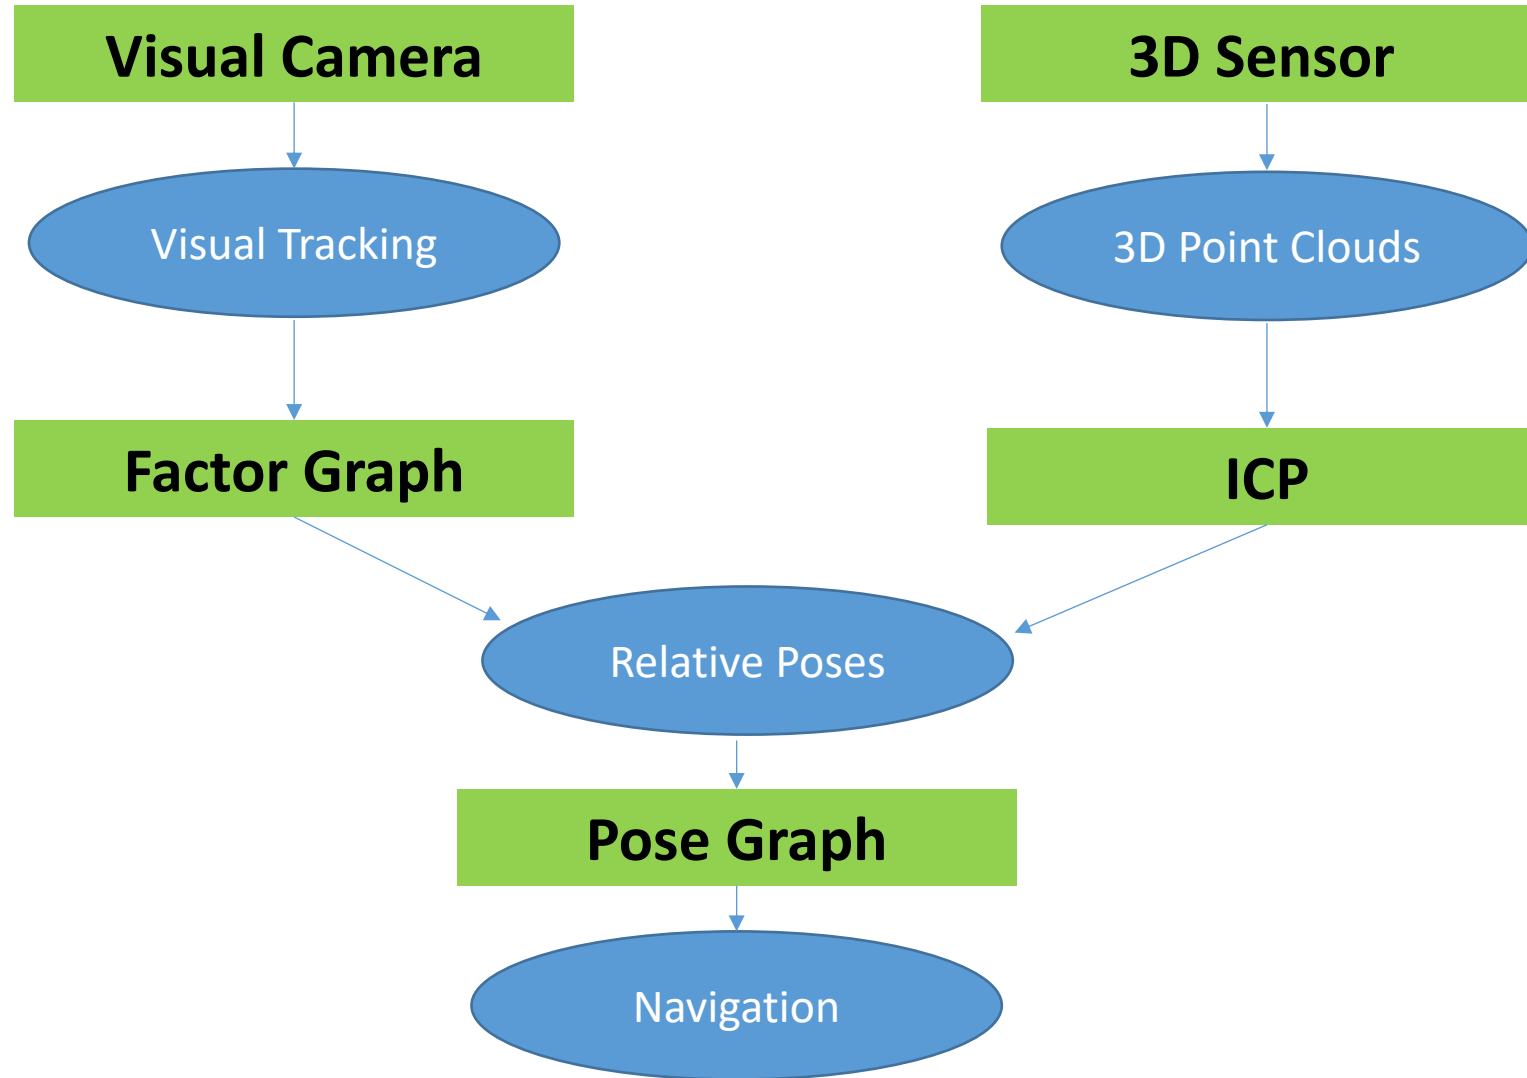 Visual Camera
3D Sensor
Visual Tracking
3D Point Clouds
Factor Graph
ICP
Relative Poses
Pose Graph
Navigation